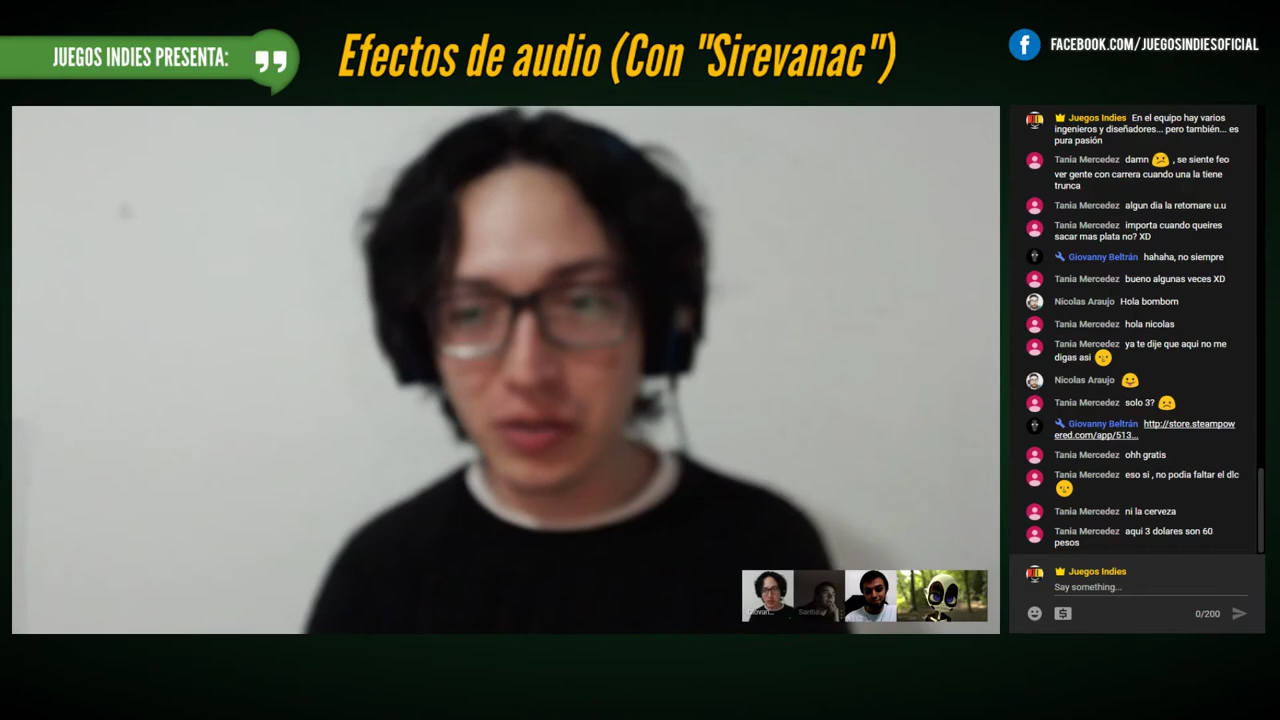 JUEGOS INDIES PRESENTA:
Efectos de audio (Con "Sirevanac")
FACEBOOK.COM/JUEGOSINDIESOFICIAL
Juegos Indies En el equipo hay varios
ingenieros y diseñadores... pero también... es
pura pasión
Tania Mercedez damn , se siente feo
ver gente con carrera cuando una la tiene
trunca
Tania Mercedez algun dia la retomare u.u
Tania Mercedez importa cuando queires
sacar mas plata no? XD
Giovanny Beltrán hahaha, no siempre
Tania Mercedez bueno algunas veces XD
Nicolas Araujo Hola bombom
Tania Mercedez hola nicolas
Tania Mercedez ya te dije que aqui no me
digas asi
Nicolas Araujo
Tania Mercedez solo 3?
Giovanny Beltrán http://store.steampow
ered.com/app/513...
Tania Mercedez ohh gratis
Tania Mercedez eso si , no podia faltar el dlc
Tania Mercedez ni la cerveza
Tania Mercedez aqui 3 dolares son 60
pesos
Juegos Indies
Say something...
0/200
Giovan...